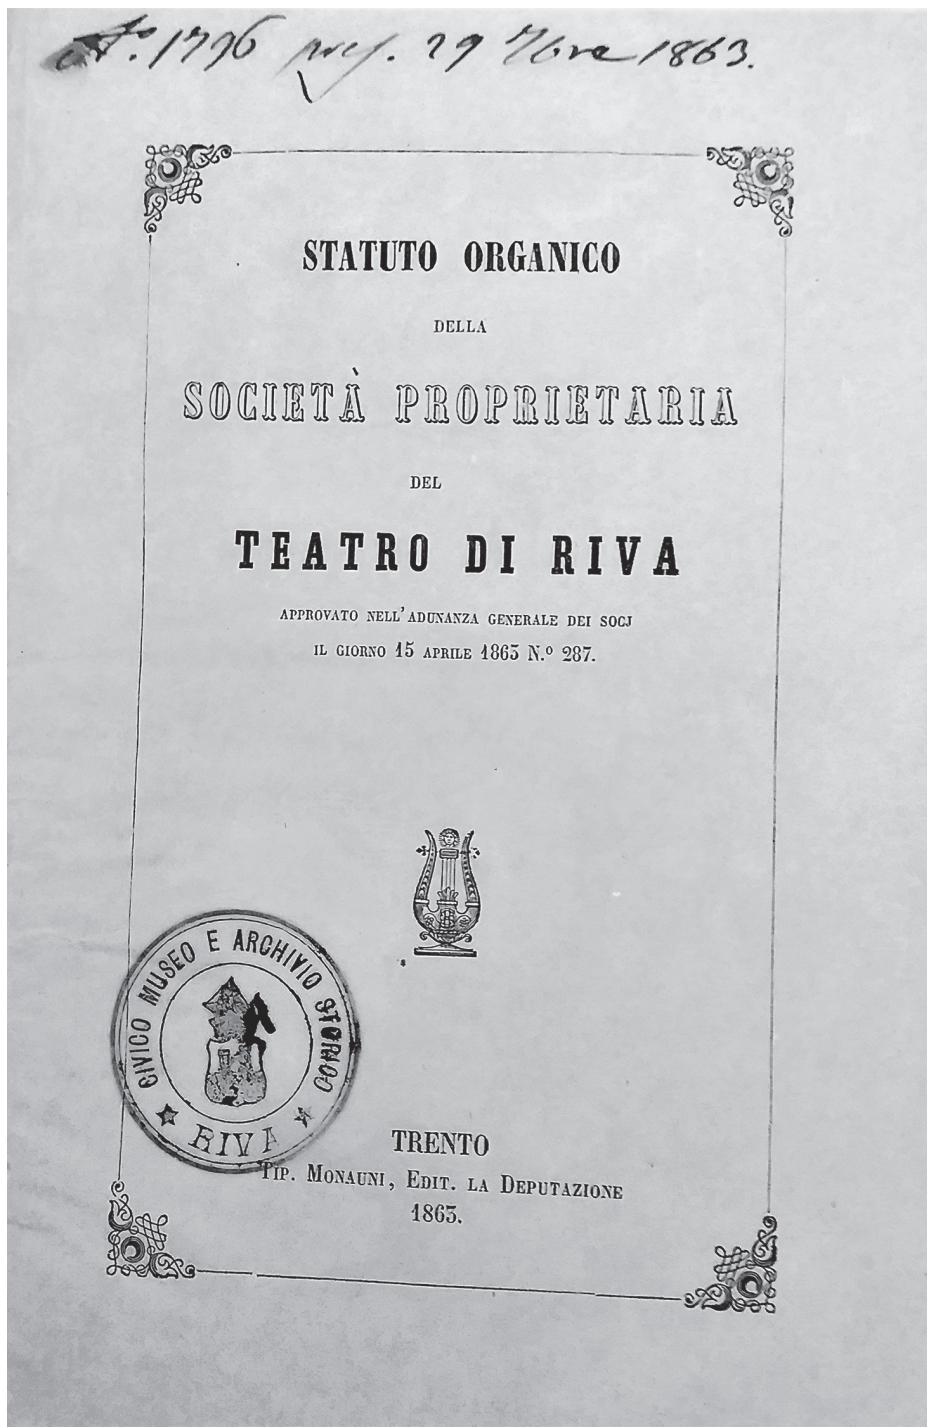 N.º 1796 pres. 29 7bre 1863.
STATUTO ORGANICO
DELLA
SOCIETÀ PROPRIETARIA
DEL
TEATRO DI RIVA
APPROVATO NELL'ADUNANZA GENERALE DEI SOCJ
IL GIORNO 15 APRILE 1863 N.º 287.
CIVICO MUSEO E ARCHIVIO STORICO
RIVA
TRENTO
TIP. MONAUNI, EDIT. LA DEPUTAZIONE
1863.